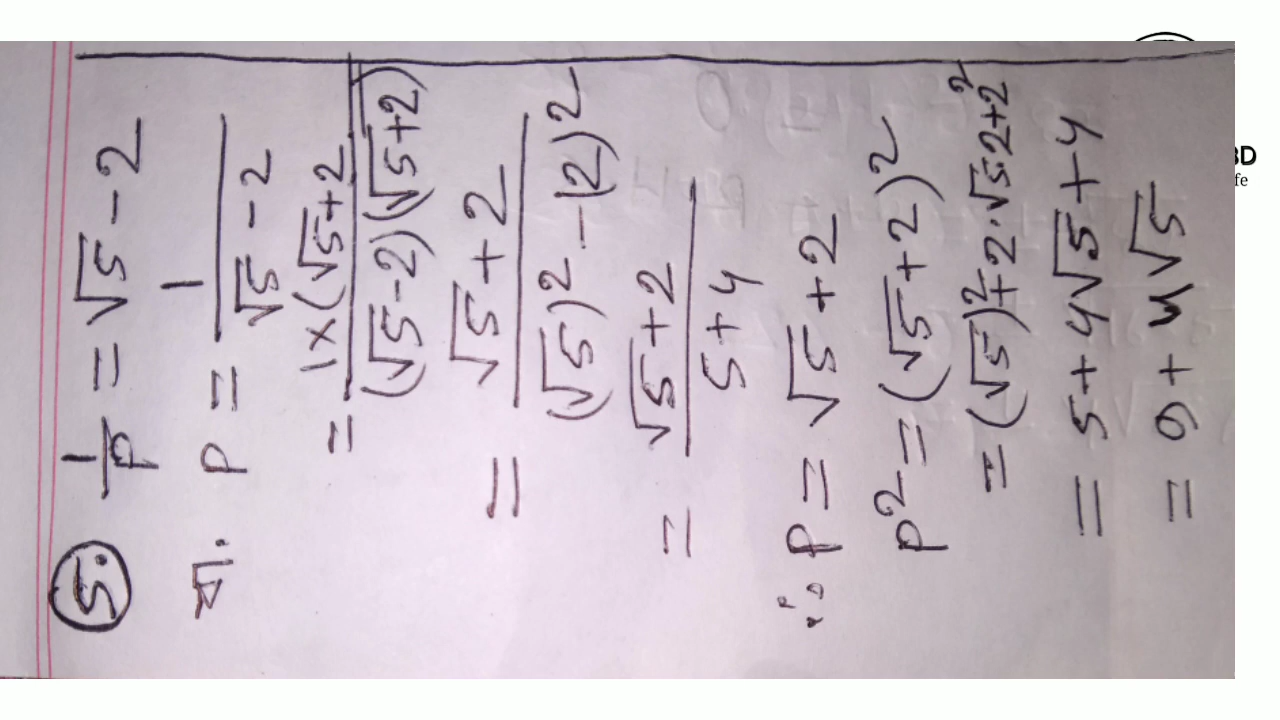 5. 1/p = √5 - 2
বা. p = 1/(√5 - 2)
= 1×(√5+2)/(√5-2)(√5+2)
= (√5+2)/((√5)² - (2)²)
= (√5+2)/(5+4)
∴ p = √5+2
p² = (√5+2)²
= (√5)²+2.√5.2+2²
= 5+4√5+4
= 9+4√5
BD
fe